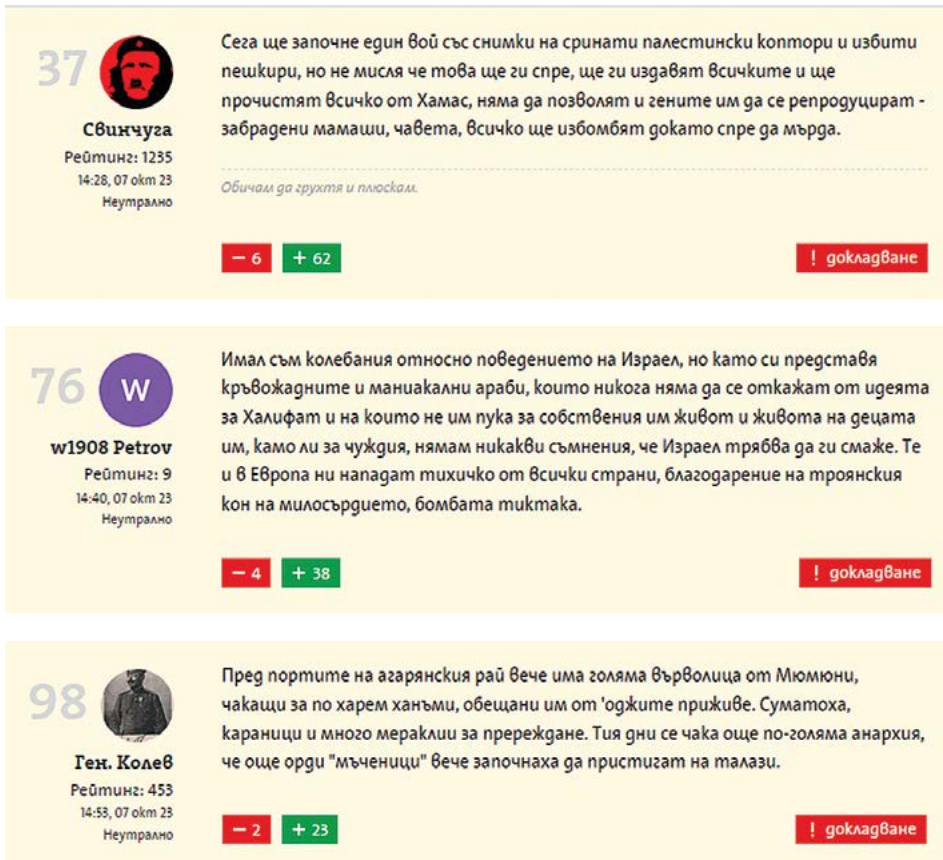 37
Свинчуга
Рейтинг: 1235
14:28, 07 окт 23
Неутрално
Сега ще започне един вой със снимки на сринати палестински коптори и избити
пешкири, но не мисля че това ще ги спре, ще ги издавят всичките и ще
прочистят всичко от Хамас, няма да позволят и гените им да се репродуцират -
забрадени мамаши, чавета, всичко ще избомбят докато спре да мърда.
Обичам да грухтя и плюскам.
– 6 + 62
! докладване
76
W
w1908 Petrov
Рейтинг: 9
14:40, 07 окт 23
Неутрално
Имал съм колебания относно поведението на Израел, но като си представя
кръвожадните и маниакални араби, които никога няма да се откажат от идеята
за Халифат и на които не им пука за собствения им живот и живота на децата
им, камо ли за чуждия, нямам никакви съмнения, че Израел трябва да ги смаже. Те
и в Европа ни нападат тихичко от всички страни, благодарение на троянския
кон на милосърдието, бомбата тиктака.
– 4 + 38
! докладване
98
Ген. Колев
Рейтинг: 453
14:53, 07 окт 23
Неутрално
Пред портите на агарянския рай вече има голяма върволица от Мюмюни,
чакащи за по харем ханъми, обещани им от 'оджите приживе. Суматоха,
караници и много мераклии за пререждане. Тия дни се чака още по-голяма анархия,
че още орди "мъченици" вече започнаха да пристигат на талази.
– 2 + 23
! докладване